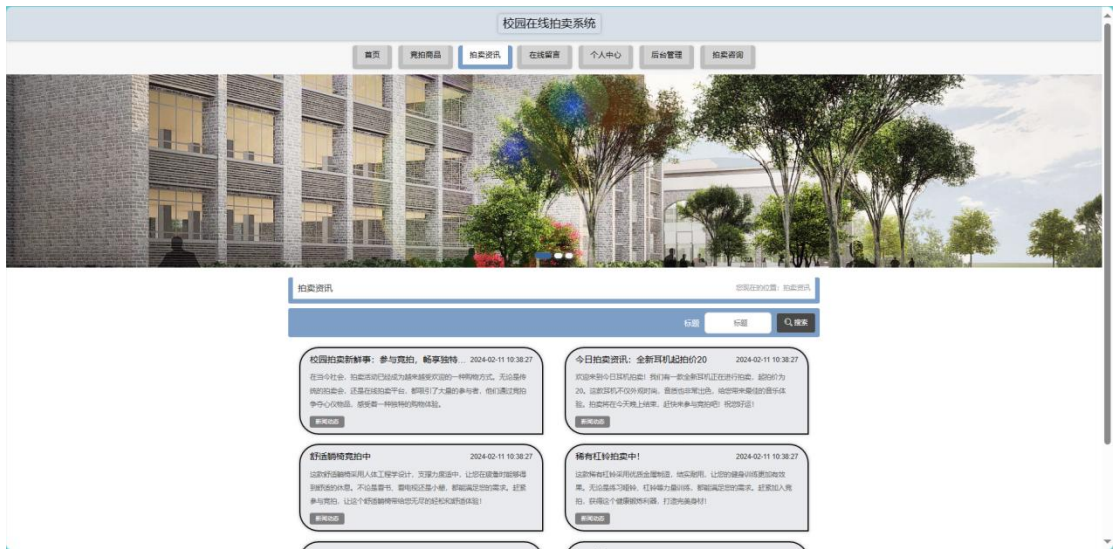 校园在线拍卖系统
首页 竞拍商品 拍卖资讯 在线留言 个人中心 后台管理 拍卖咨询
拍卖资讯 您现在的位置：拍卖资讯
标题 标题 搜索
校园拍卖新鲜事：参与竞拍，畅享独特... 2024-02-11 10:38:27
在当今社会，拍卖活动已经成为越来越受欢迎的一种购物方式。无论是传
统的拍卖会，还是在线拍卖平台，都吸引了大量的参与者，他们通过竞拍
争夺心仪物品，感受着一种独特的购物体验。
新闻动态
今日拍卖资讯：全新耳机起拍价20 2024-02-11 10:38:27
欢迎来到今日耳机拍卖！我们有一款全新耳机正在进行拍卖，起拍价为
20。这款耳机不仅外观时尚，音质也非常出色，给您带来最佳的音乐体
验。拍卖将在今天晚上结束，赶快来参与竞拍吧！祝您好运！
新闻动态
舒适躺椅竞拍中 2024-02-11 10:38:27
这款舒适躺椅采用人体工程学设计，支撑力度适中，让您在疲惫时能够得
到舒适的休息。不论是看书、看电视还是小憩，都能满足您的需求。赶紧
参与竞拍，让这个舒适躺椅带给您无尽的轻松和舒适体验！
新闻动态
稀有杠铃拍卖中！ 2024-02-11 10:38:27
这款稀有杠铃采用优质金属制造，结实耐用，让您的健身训练更加有效
果。无论是练习哑铃、杠铃等力量训练，都能满足您的需求。赶紧加入竞
拍，获得这个健康锻炼利器，打造完美身材！
新闻动态